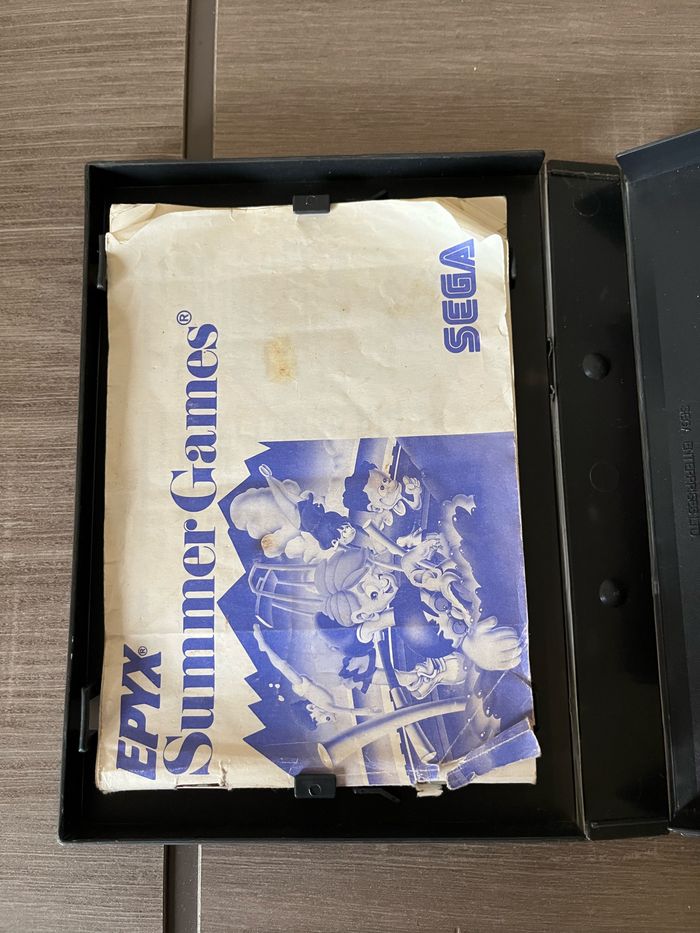 EPYX®
Summer Games®
SEGA
SEGA ENTERPRISES LTD